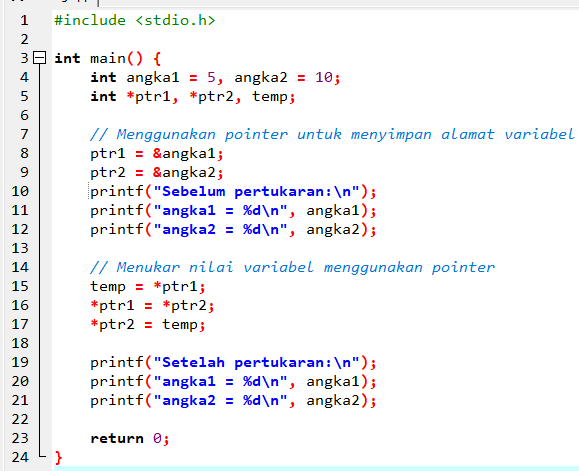 1 #include <stdio.h>
2
3 int main() {
4     int angka1 = 5, angka2 = 10;
5     int *ptr1, *ptr2, temp;
6
7     // Menggunakan pointer untuk menyimpan alamat variabel
8     ptr1 = &angka1;
9     ptr2 = &angka2;
10     printf("Sebelum pertukaran:\n");
11     printf("angka1 = %d\n", angka1);
12     printf("angka2 = %d\n", angka2);
13
14     // Menukar nilai variabel menggunakan pointer
15     temp = *ptr1;
16     *ptr1 = *ptr2;
17     *ptr2 = temp;
18
19     printf("Setelah pertukaran:\n");
20     printf("angka1 = %d\n", angka1);
21     printf("angka2 = %d\n", angka2);
22
23     return 0;
24 }